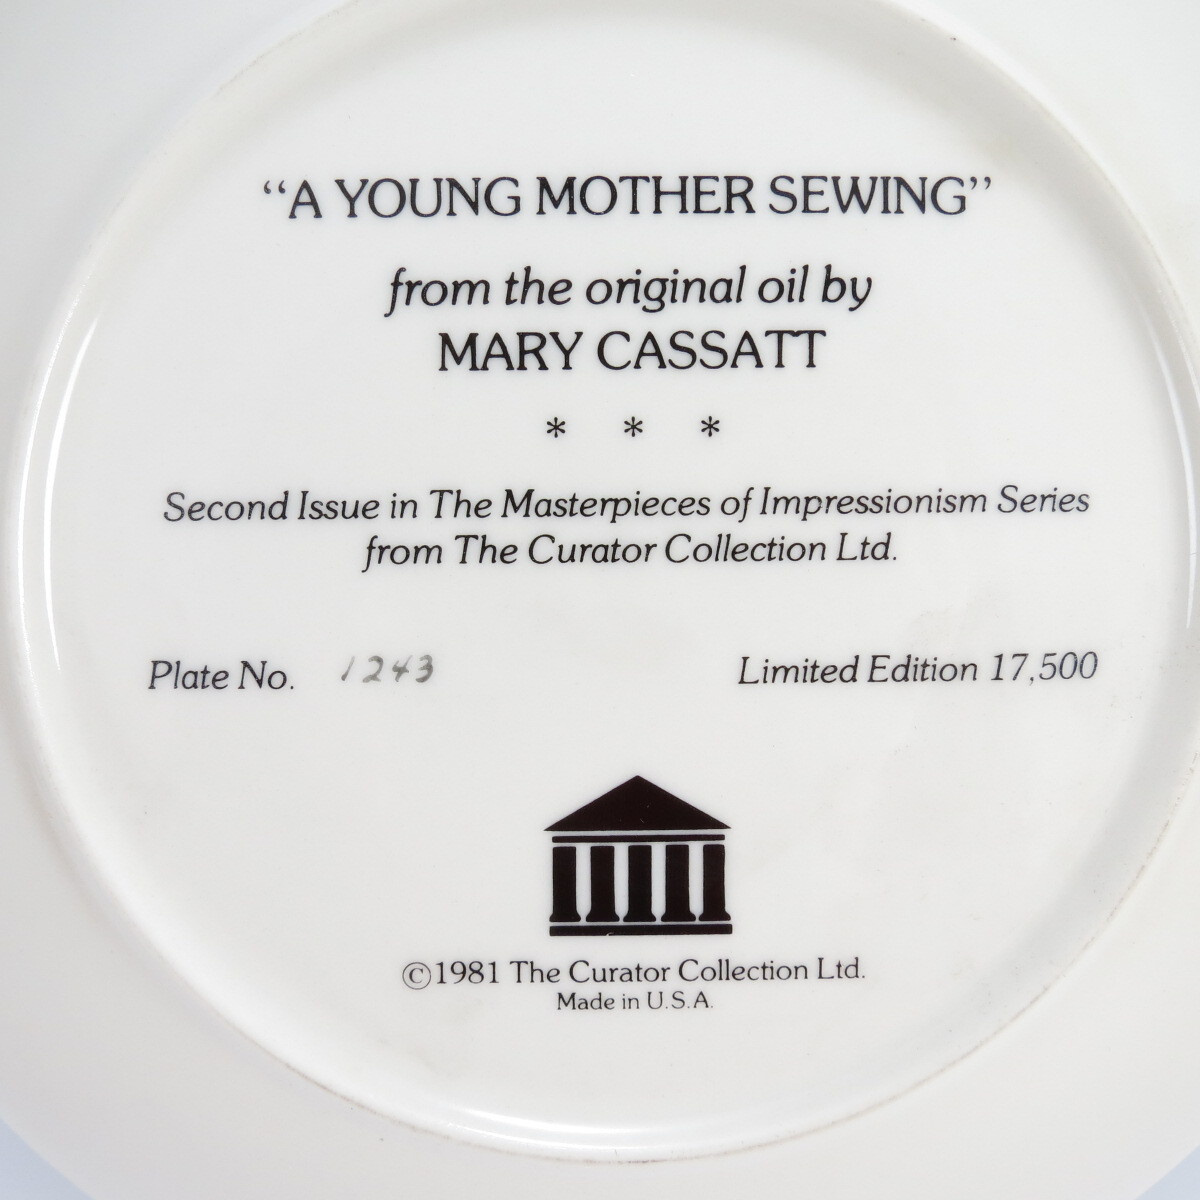 “A YOUNG MOTHER SEWING”
from the original oil by
MARY CASSATT
* * *
Second Issue in The Masterpieces of Impressionism Series
from The Curator Collection Ltd.
Plate No. 1243 Limited Edition 17,500
©1981 The Curator Collection Ltd.
Made in U.S.A.